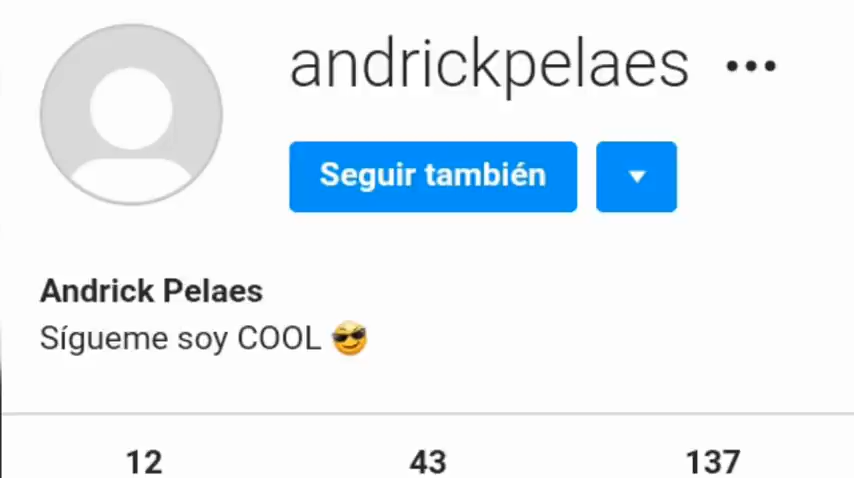 andrickpelaes •••
Seguir también
Andrick Pelaes
Sígueme soy COOL 😎
12 43 137